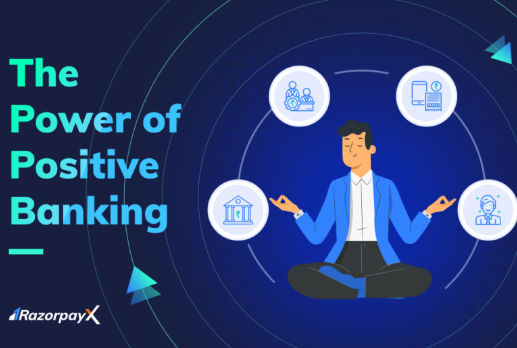 The
Power of
Positive
Banking
RazorpayX